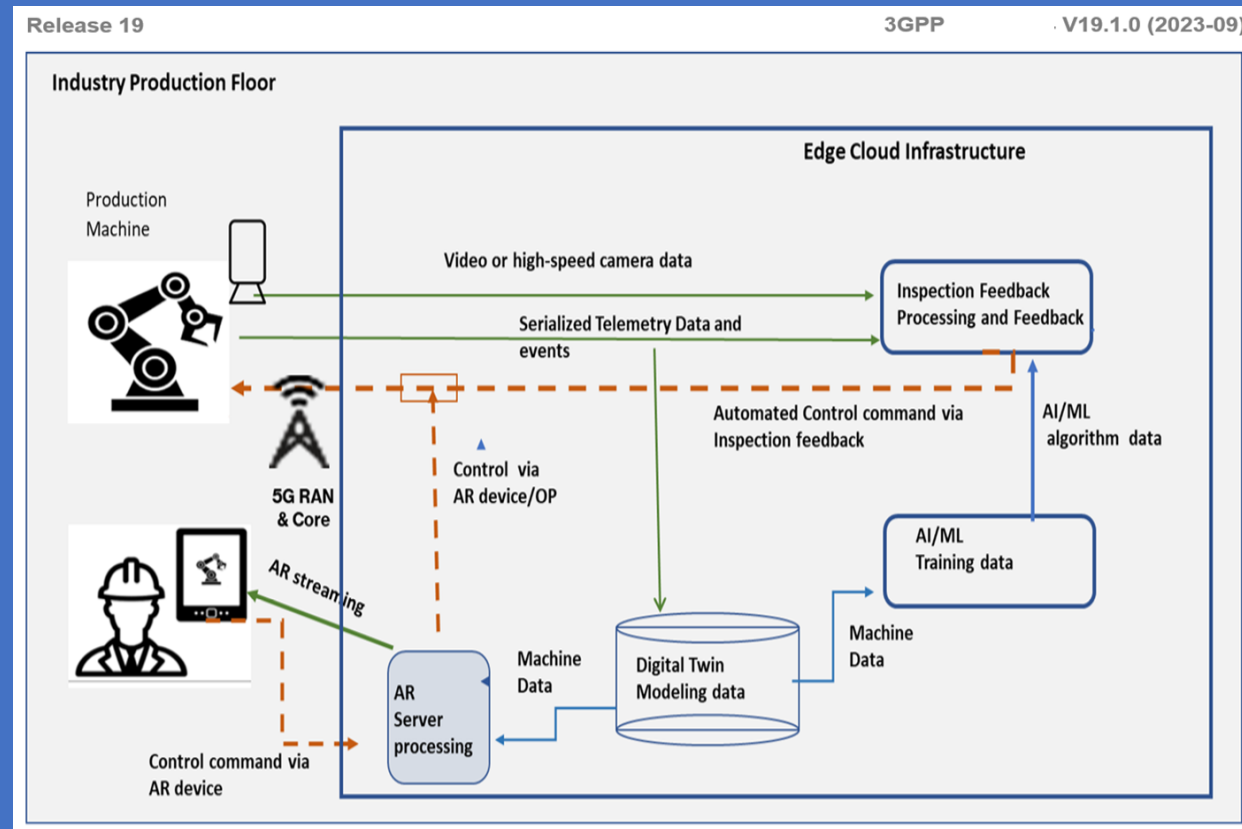 Release 19
3GPP
V19.1.0 (2023-09)
Industry Production Floor
Edge Cloud Infrastructure
Production
Machine
Video or high-speed camera data
Inspection Feedback
Processing and Feedback
Serialized Telemetry Data and
events
Automated Control command via
Inspection feedback
AI/ML
algorithm data
Control via
AR device/OP
5G RAN
& Core
AI/ML
Training data
AR streaming
Machine
Data
Machine
Data
Digital Twin
Modeling data
AR
Server
processing
Control command via
AR device